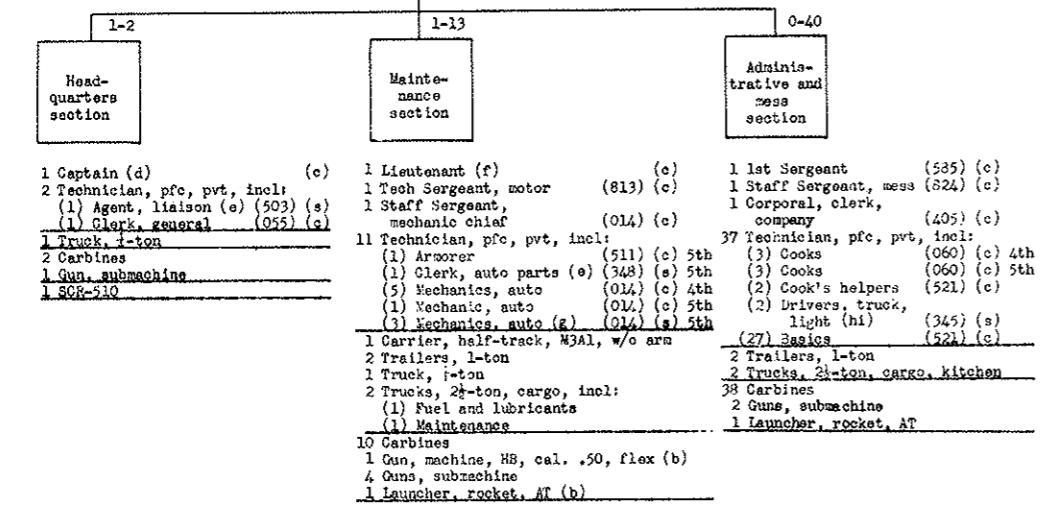 1-2
1-13
0-40
Head-
quarters
section
Mainte-
nance
section
Adminis-
trative and
mess
section
1 Captain (d) (c)
2 Technician, pfc, pvt, incl:
(1) Agent, liaison (e) (503) (s)
(1) Clerk, general (055) (c)
1 Truck, ¼-ton
2 Carbines
1 Gun, submachine
1 SCR-510
1 Lieutenant (f) (c)
1 Tech Sergeant, motor (813) (c)
1 Staff Sergeant,
mechanic chief (014) (c)
11 Technician, pfc, pvt, incl:
(1) Armorer (511) (c) 5th
(1) Clerk, auto parts (e) (348) (s) 5th
(5) Mechanics, auto (014) (c) 4th
(1) Mechanic, auto (014) (c) 5th
(3) Mechanics, auto (g) (014) (s) 5th
1 Carrier, half-track, M3A1, w/o arm
2 Trailers, 1-ton
1 Truck, ¼-ton
2 Trucks, 2½-ton, cargo, incl:
(1) Fuel and lubricants
(1) Maintenance
10 Carbines
1 Gun, machine, HB, cal. .50, flex (b)
4 Guns, submachine
1 Launcher, rocket, AT (b)
1 1st Sergeant (585) (c)
1 Staff Sergeant, mess (824) (c)
1 Corporal, clerk,
company (405) (c)
37 Technician, pfc, pvt, incl:
(3) Cooks (060) (c) 4th
(3) Cooks (060) (c) 5th
(2) Cook's helpers (521) (c)
(2) Drivers, truck,
light (hi) (345) (s)
(27) Basics (521) (c)
2 Trailers, 1-ton
2 Trucks, 2½-ton, cargo, kitchen
38 Carbines
2 Guns, submachine
1 Launcher, rocket, AT